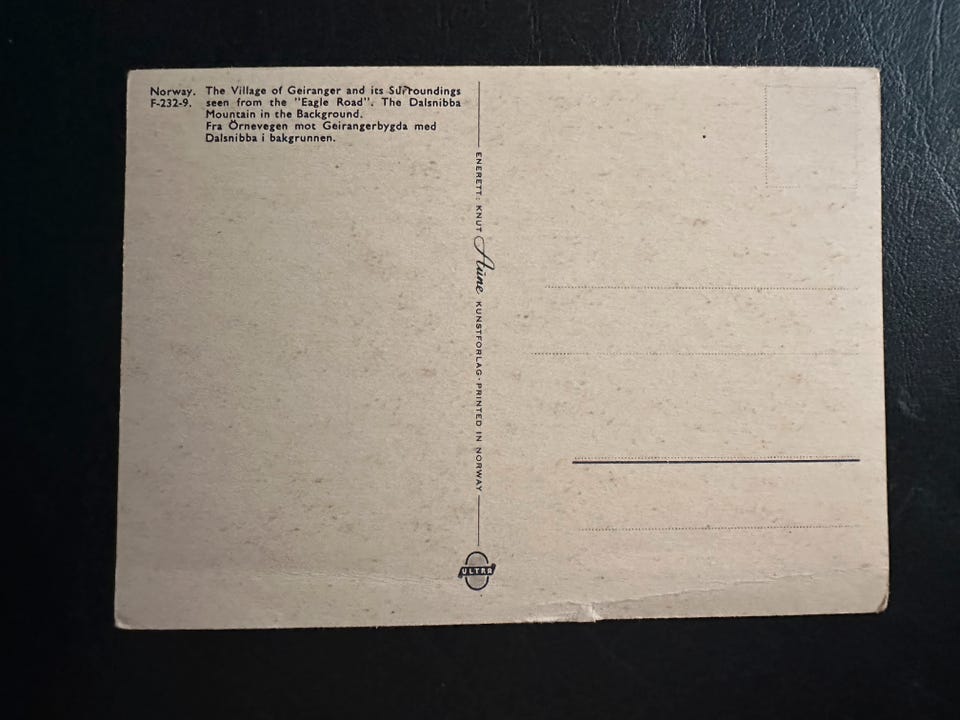 Norway. The Village of Geiranger and its Surroundings
F-232-9. seen from the "Eagle Road". The Dalsnibba
Mountain in the Background.
Fra Örnevegen mot Geirangerbygda med
Dalsnibba i bakgrunnen.
ENERETT: KNUT Aune KUNSTFORLAG · PRINTED IN NORWAY
ULTRA